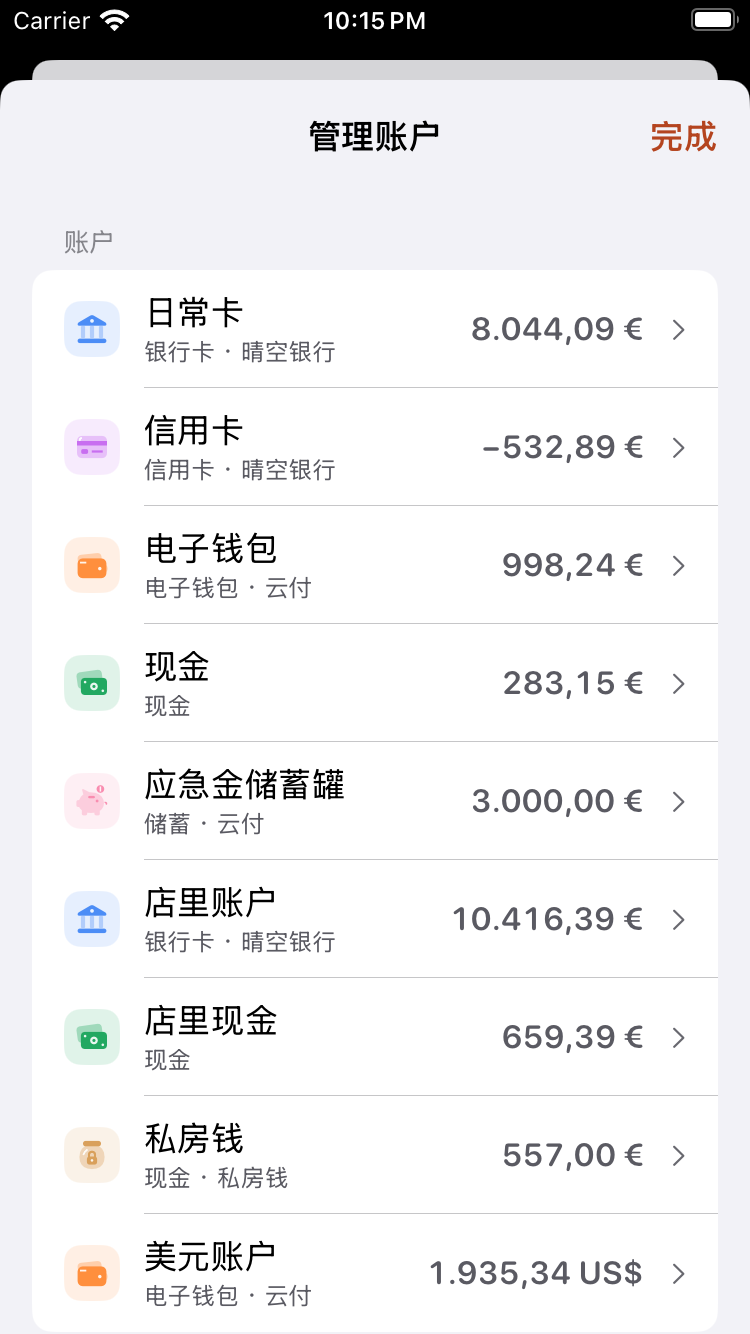 Carrier 10:15 PM
管理账户
完成
账户
日常卡
银行卡 · 晴空银行
8.044,09 €
信用卡
信用卡 · 晴空银行
−532,89 €
电子钱包
电子钱包 · 云付
998,24 €
现金
现金
283,15 €
应急金储蓄罐
储蓄 · 云付
3.000,00 €
店里账户
银行卡 · 晴空银行
10.416,39 €
店里现金
现金
659,39 €
私房钱
现金 · 私房钱
557,00 €
美元账户
电子钱包 · 云付
1.935,34 US$